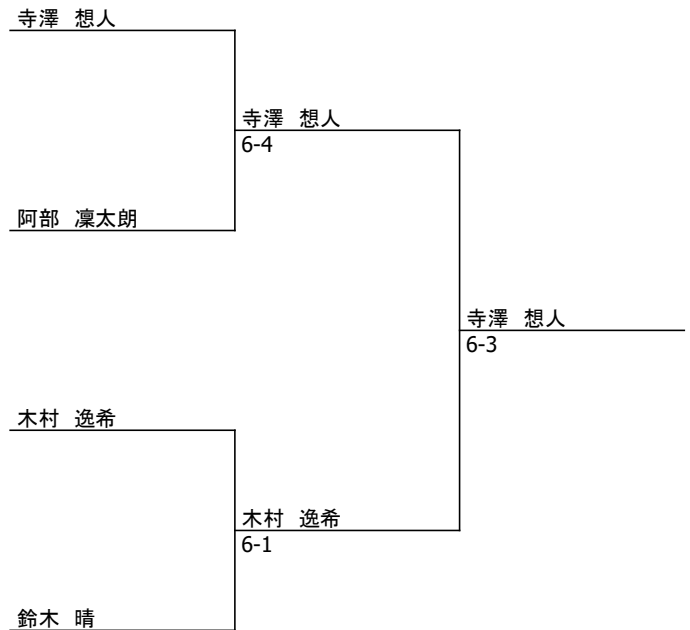 寺澤　想人
寺澤　想人
6-4
阿部　凜太朗
寺澤　想人
6-3
木村　逸希
木村　逸希
6-1
鈴木　晴